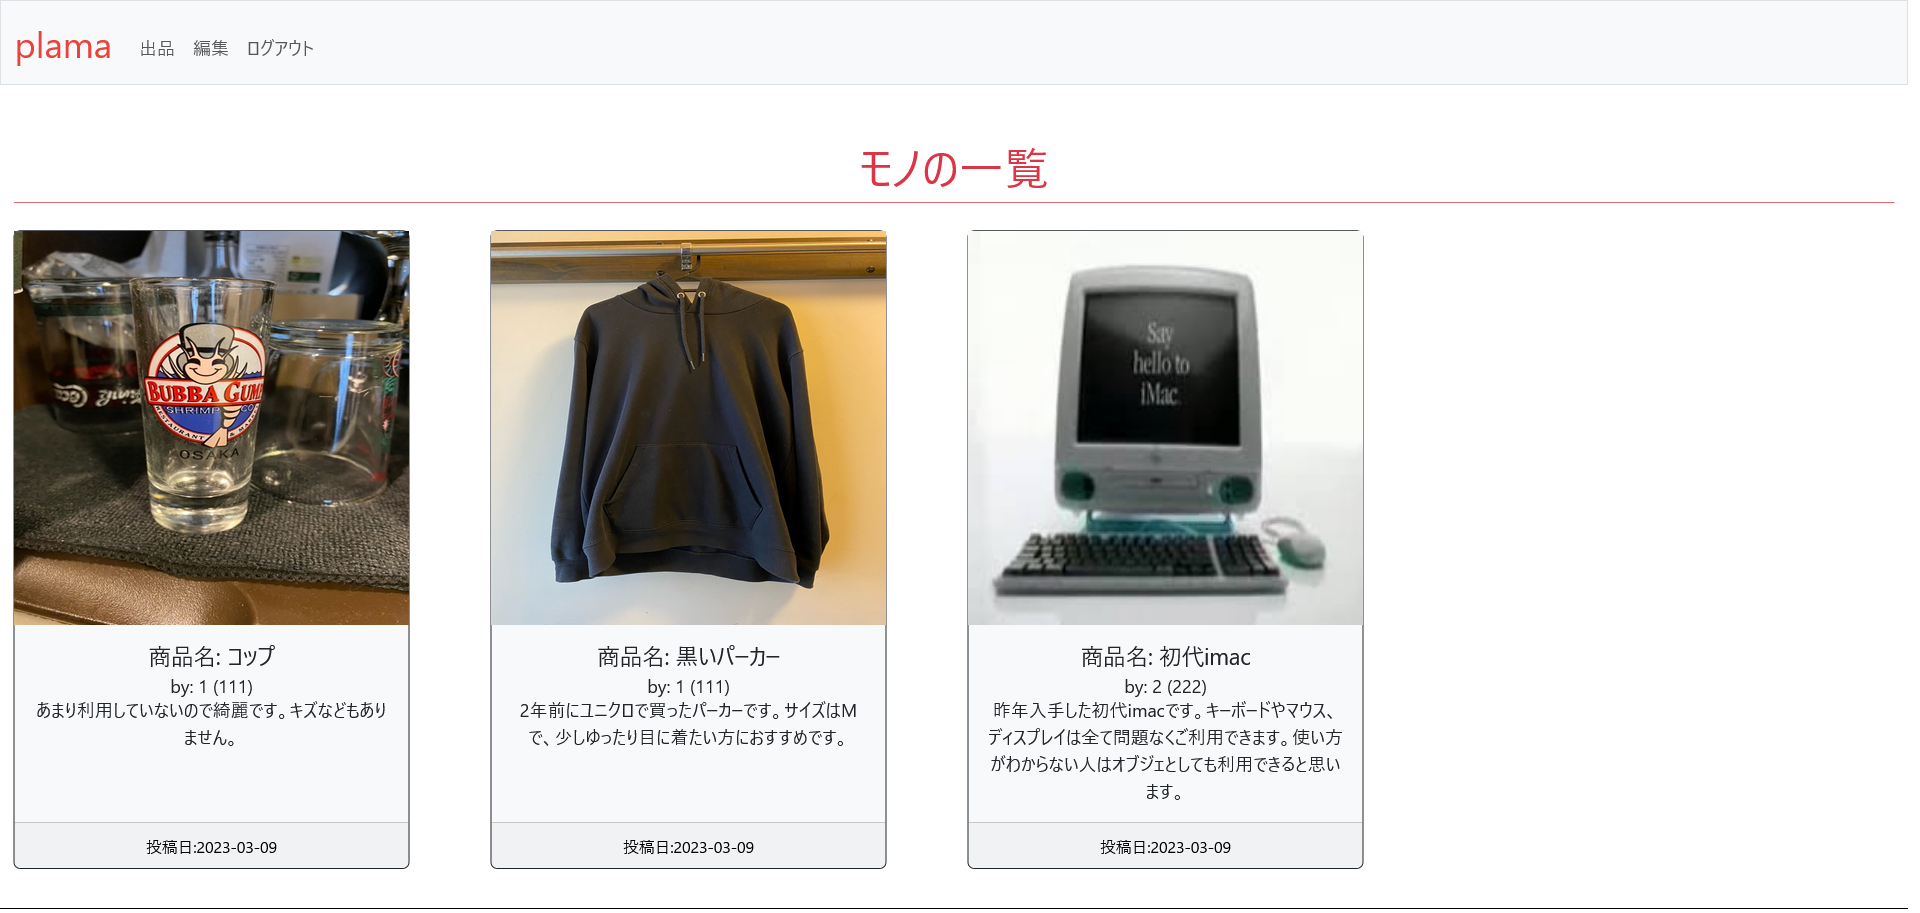 plama 出品 編集 ログアウト
モノの一覧
BUBBA GUMP
SHRIMP CO
RESTAURANT & MA
OSAKA
Say
hello to
iMac.
商品名: コップ
by: 1 (111)
あまり利用していないので綺麗です。キズなどもあり
ません。
投稿日:2023-03-09
商品名: 黒いパーカー
by: 1 (111)
2年前にユニクロで買ったパーカーです。サイズはM
で、少しゆったり目に着たい方におすすめです。
投稿日:2023-03-09
商品名: 初代imac
by: 2 (222)
昨年入手した初代imacです。キーボードやマウス、
ディスプレイは全て問題なくご利用できます。使い方
がわからない人はオブジェとしても利用できると思い
ます。
投稿日:2023-03-09